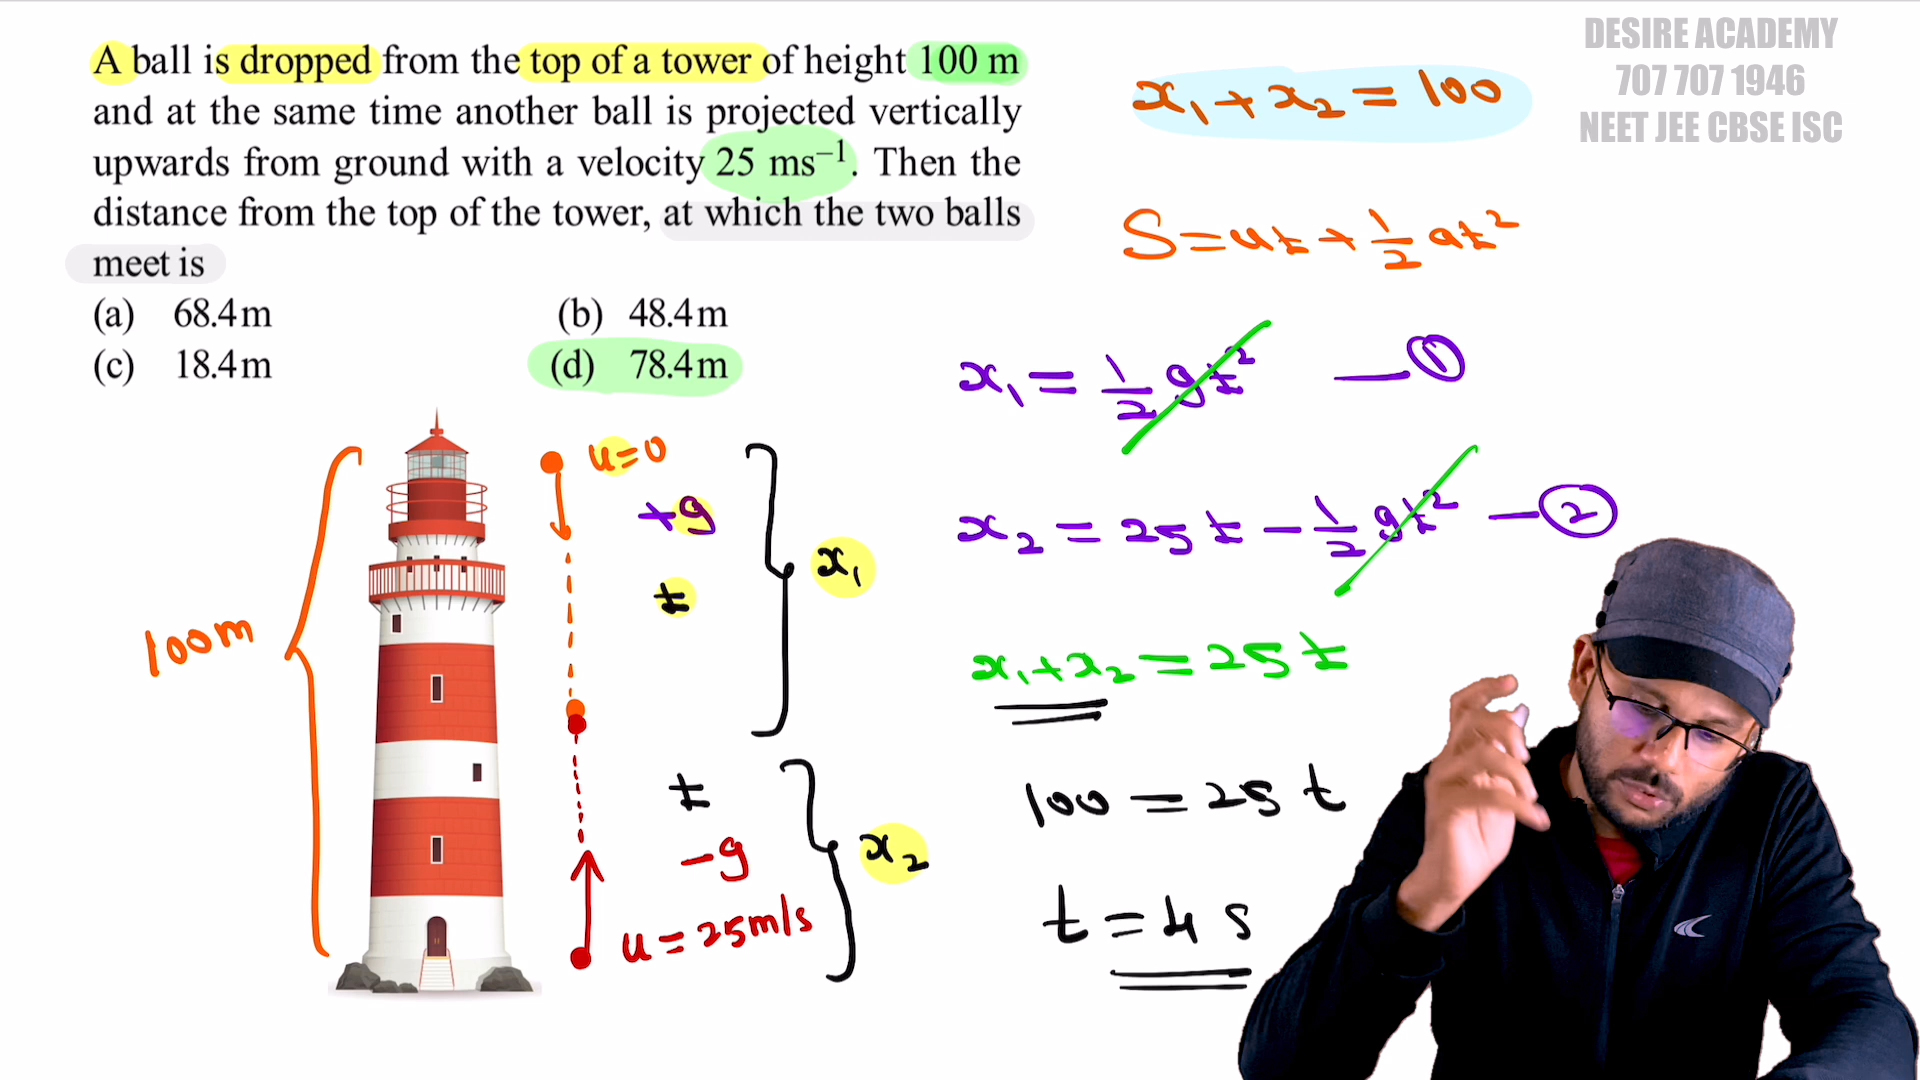 A ball is dropped from the top of a tower of height 100 m
and at the same time another ball is projected vertically
upwards from ground with a velocity 25 ms⁻¹. Then the
distance from the top of the tower, at which the two balls
meet is
(a) 68.4m (b) 48.4m
(c) 18.4m (d) 78.4m
100m
u=0
+g
t
x₁
t
-g
u=25m/s
x₂
DESIRE ACADEMY
707 707 1946
NEET JEE CBSE ISC
x₁+x₂=100
S=ut+½at²
x₁=½gt² —①
x₂=25t-½gt² —②
x₁+x₂=25t
100=25t
t=4s